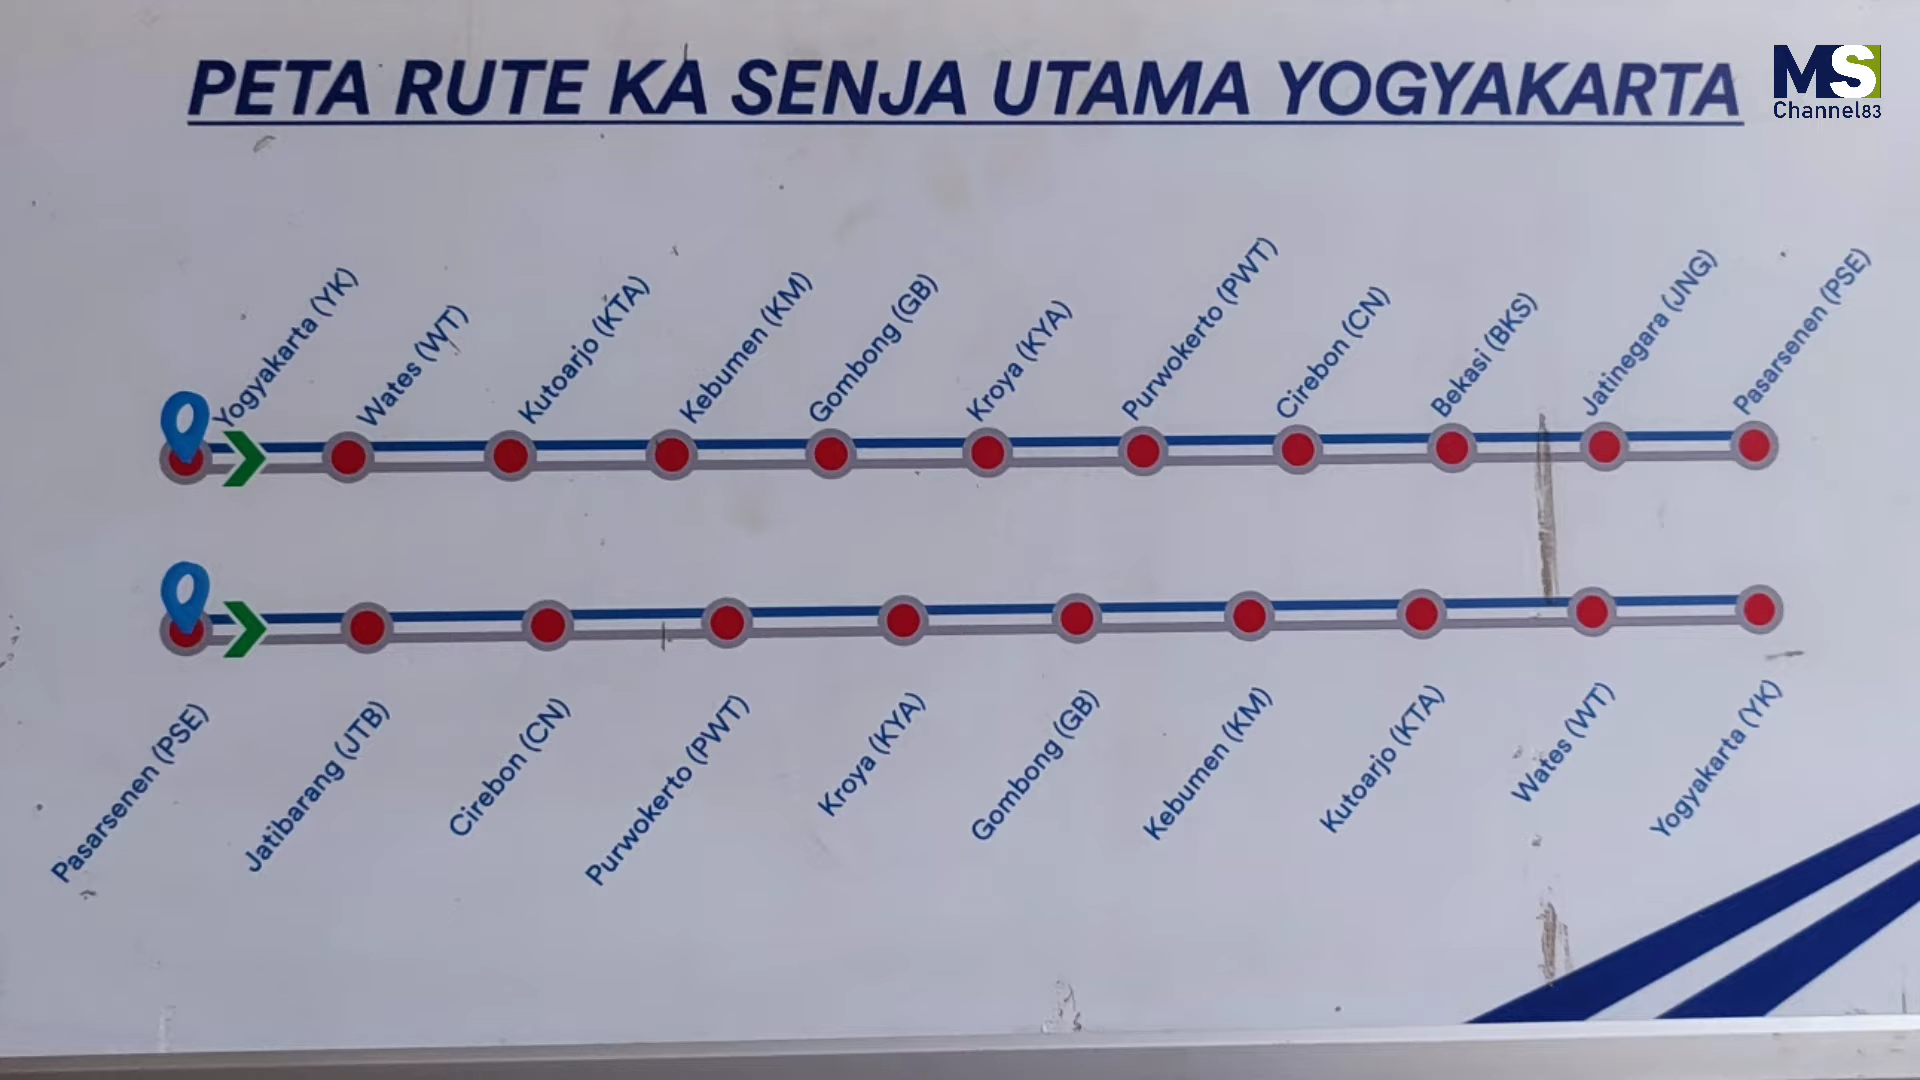 PETA RUTE KA SENJA UTAMA YOGYAKARTA
MS
Channel83
Yogyakarta (YK)
Wates (WT)
Kutoarjo (KTA)
Kebumen (KM)
Gombong (GB)
Kroya (KYA)
Purwokerto (PWT)
Cirebon (CN)
Bekasi (BKS)
Jatinegara (JNG)
Pasarsenen (PSE)
Pasarsenen (PSE)
Jatibarang (JTB)
Cirebon (CN)
Purwokerto (PWT)
Kroya (KYA)
Gombong (GB)
Kebumen (KM)
Kutoarjo (KTA)
Wates (WT)
Yogyakarta (YK)